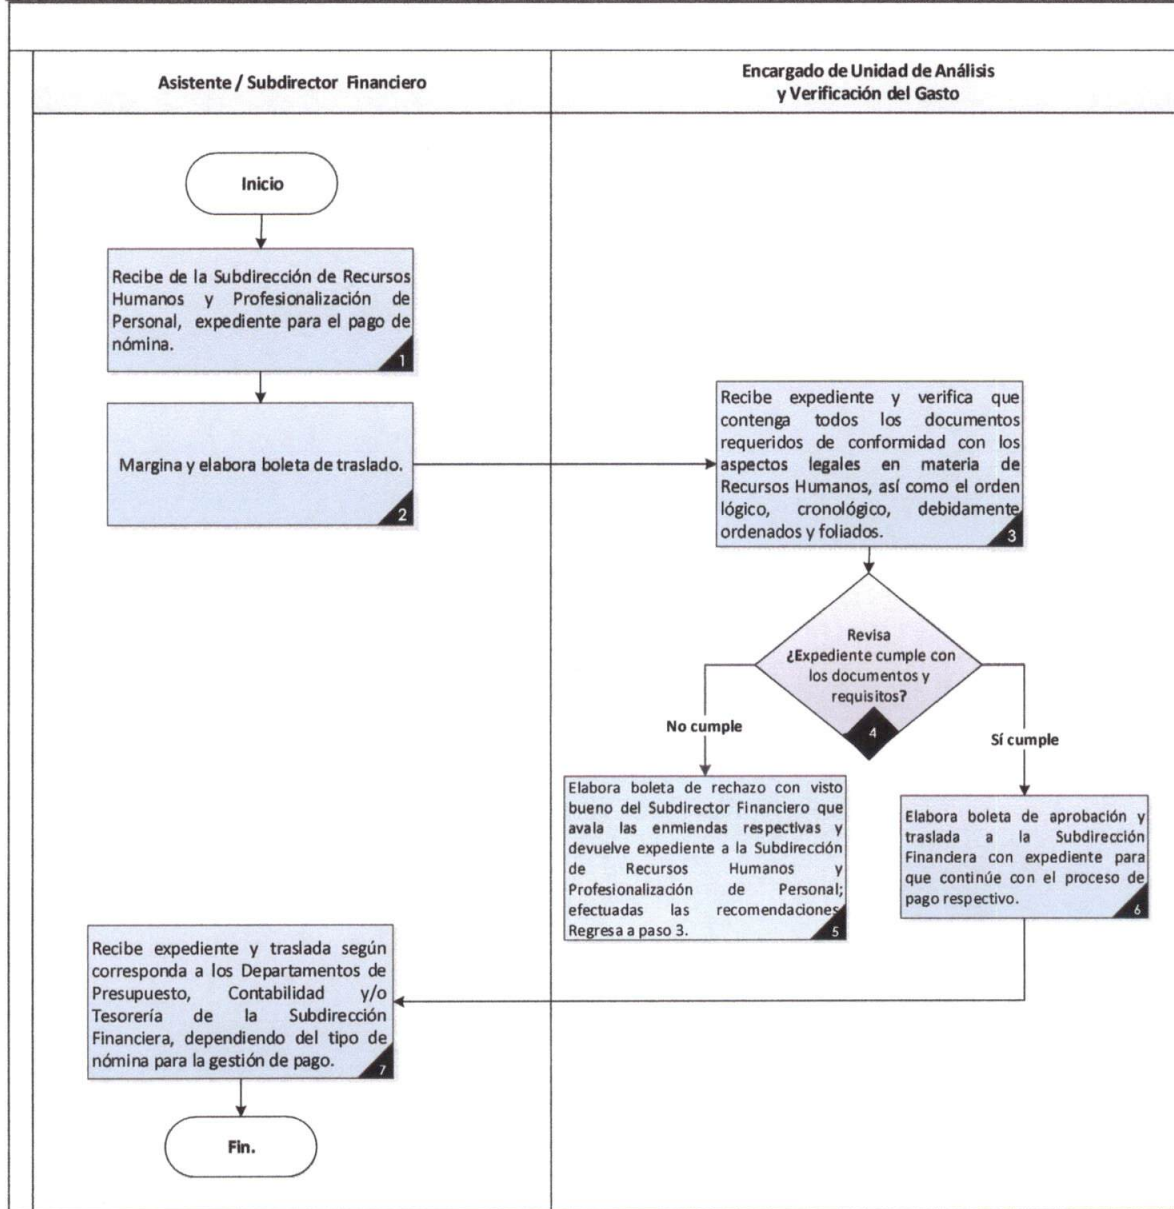 Asistente / Subdirector Financiero
Encargado de Unidad de Análisis
y Verificación del Gasto
Inicio
Recibe de la Subdirección de Recursos
Humanos y Profesionalización de
Personal, expediente para el pago de
nómina.
1
Margina y elabora boleta de traslado.
2
Recibe expediente y verifica que
contenga todos los documentos
requeridos de conformidad con los
aspectos legales en materia de
Recursos Humanos, así como el orden
lógico, cronológico, debidamente
ordenados y foliados.
3
Revisa
¿Expediente cumple con
los documentos y
requisitos?
4
No cumple
Sí cumple
Elabora boleta de rechazo con visto
bueno del Subdirector Financiero que
avala las enmiendas respectivas y
devuelve expediente a la Subdirección
de Recursos Humanos y
Profesionalización de Personal;
efectuadas las recomendaciones
Regresa a paso 3.
5
Elabora boleta de aprobación y
traslada a la Subdirección
Financiera con expediente para
que continúe con el proceso de
pago respectivo.
6
Recibe expediente y traslada según
corresponda a los Departamentos de
Presupuesto, Contabilidad y/o
Tesorería de la Subdirección
Financiera, dependiendo del tipo de
nómina para la gestión de pago.
7
Fin.